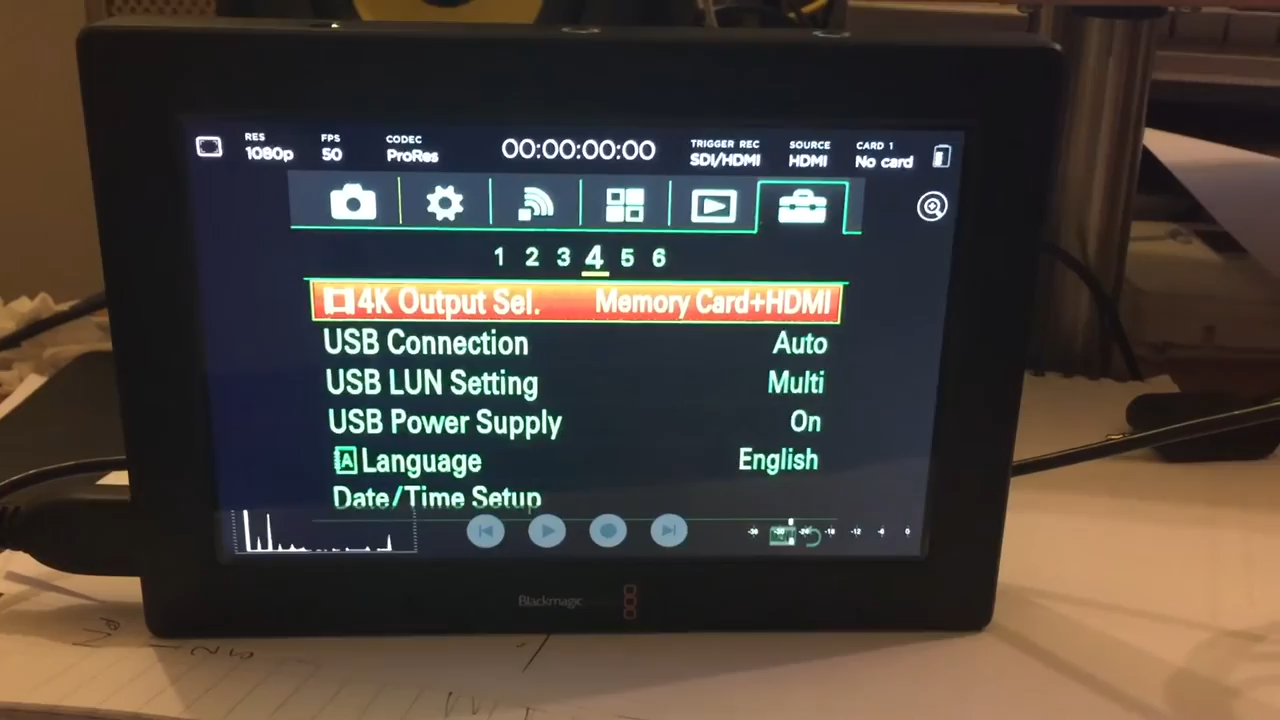 RES FPS CODEC TRIGGER REC SOURCE CARD 1
1080p 50 ProRes 00:00:00:00 SDI/HDMI HDMI No card
1 2 3 4 5 6
4K Output Sel. Memory Card+HDMI
USB Connection Auto
USB LUN Setting Multi
USB Power Supply On
A Language English
Date/Time Setup
Blackmagic